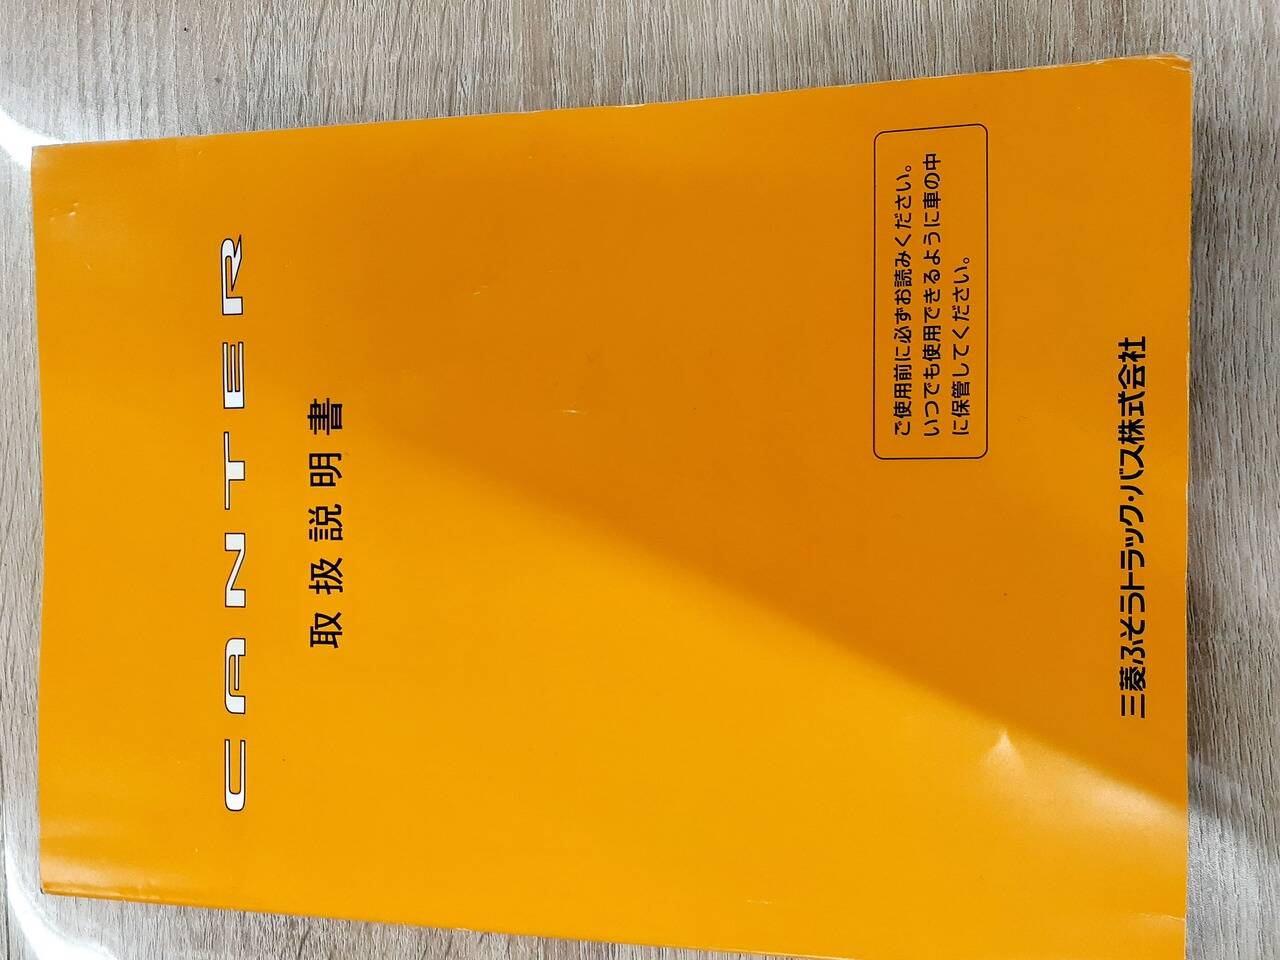 CANTER
取扱説明書
ご使用前に必ずお読みください。
いつでも使用できるように車の中
に保管してください。
三菱ふそうトラック・バス株式会社